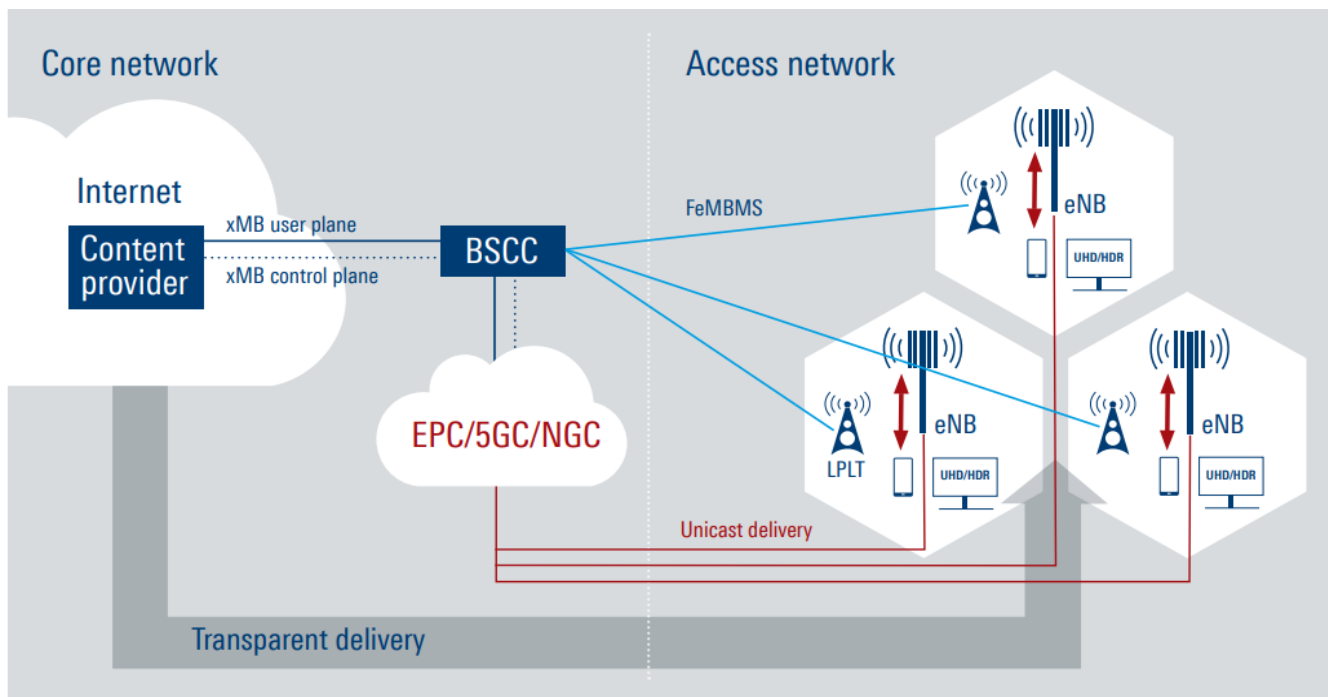 Core network
Access network
Internet
Content
provider
xMB user plane
xMB control plane
BSCC
FeMBMS
eNB
UHD/HDR
EPC/5GC/NGC
eNB
LPLT
UHD/HDR
eNB
UHD/HDR
Unicast delivery
Transparent delivery